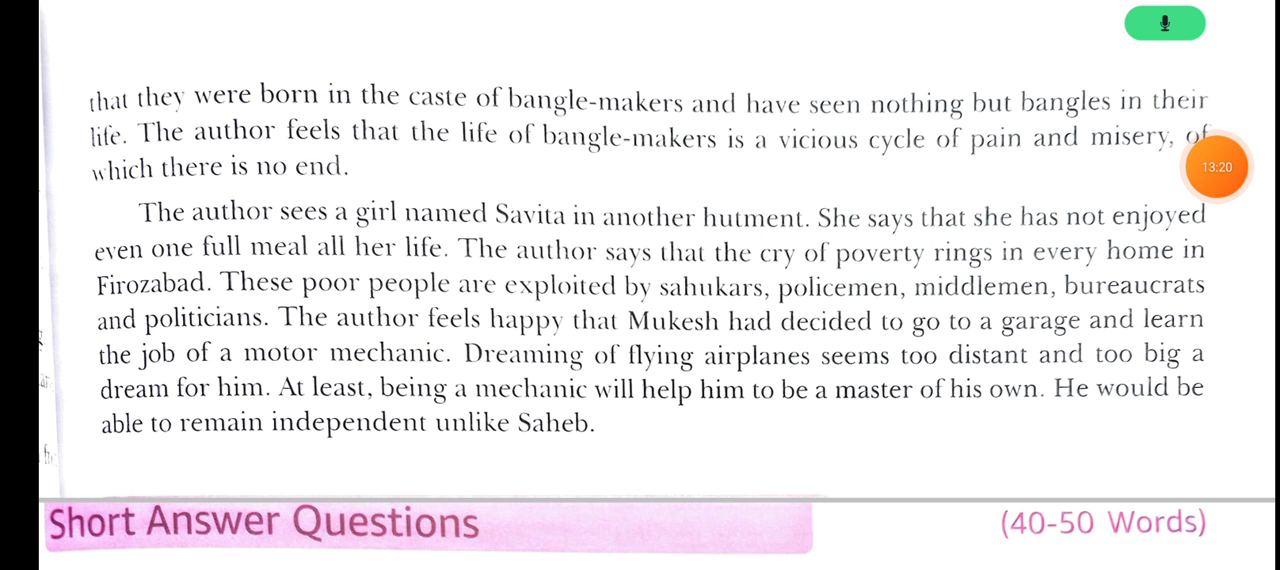 13:20
that they were born in the caste of bangle-makers and have seen nothing but bangles in their
life. The author feels that the life of bangle-makers is a vicious cycle of pain and misery, of
which there is no end.
The author sees a girl named Savita in another hutment. She says that she has not enjoyed
even one full meal all her life. The author says that the cry of poverty rings in every home in
Firozabad. These poor people are exploited by sahukars, policemen, middlemen, bureaucrats
and politicians. The author feels happy that Mukesh had decided to go to a garage and learn
the job of a motor mechanic. Dreaming of flying airplanes seems too distant and too big a
dream for him. At least, being a mechanic will help him to be a master of his own. He would be
able to remain independent unlike Saheb.
Short Answer Questions (40-50 Words)